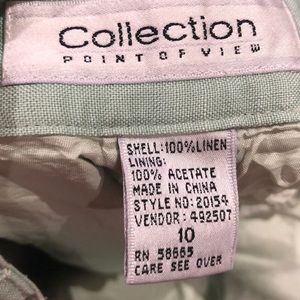 Collection
POINT OF VIEW
SHELL:100%LINEN
LINING:
100% ACETATE
MADE IN CHINA
STYLE NO: 20154
VENDOR: 492507
10
RN 58665
CARE SEE OVER